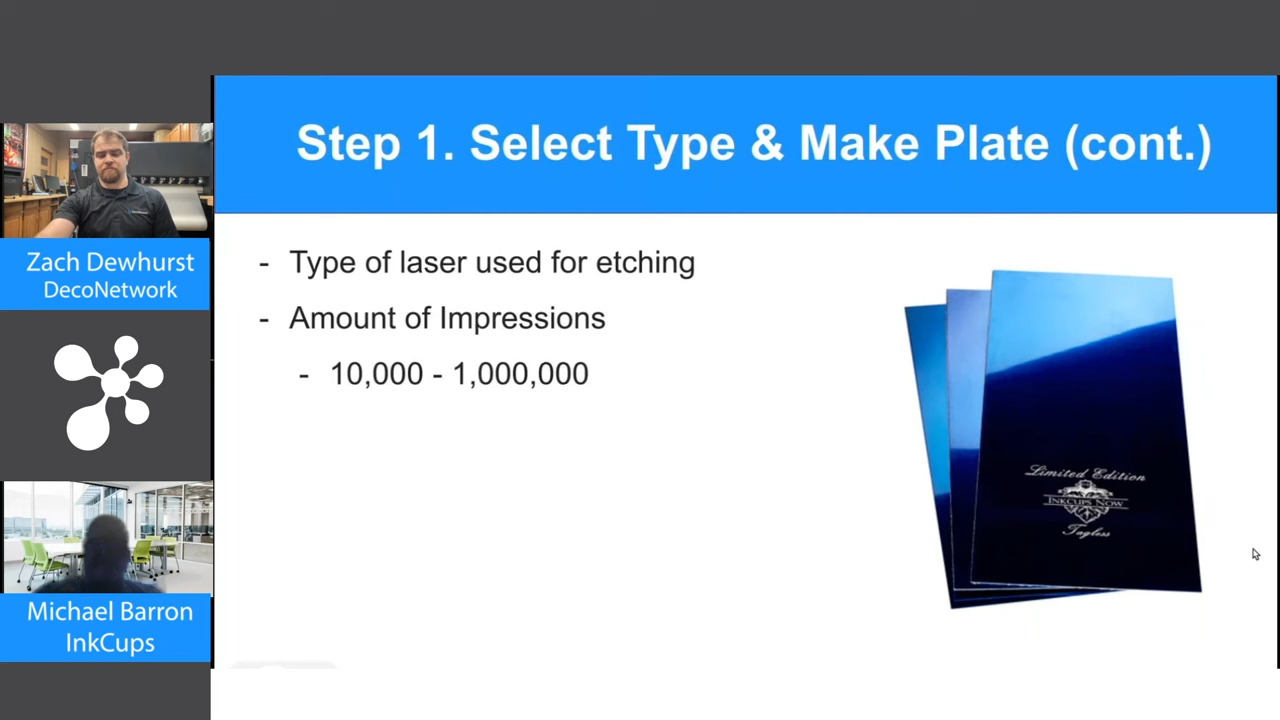 Step 1. Select Type & Make Plate (cont.)
Zach Dewhurst
DecoNetwork
- Type of laser used for etching
- Amount of Impressions
- 10,000 - 1,000,000
Limited Edition
INKCUPS NOW
Tagless
Michael Barron
InkCups